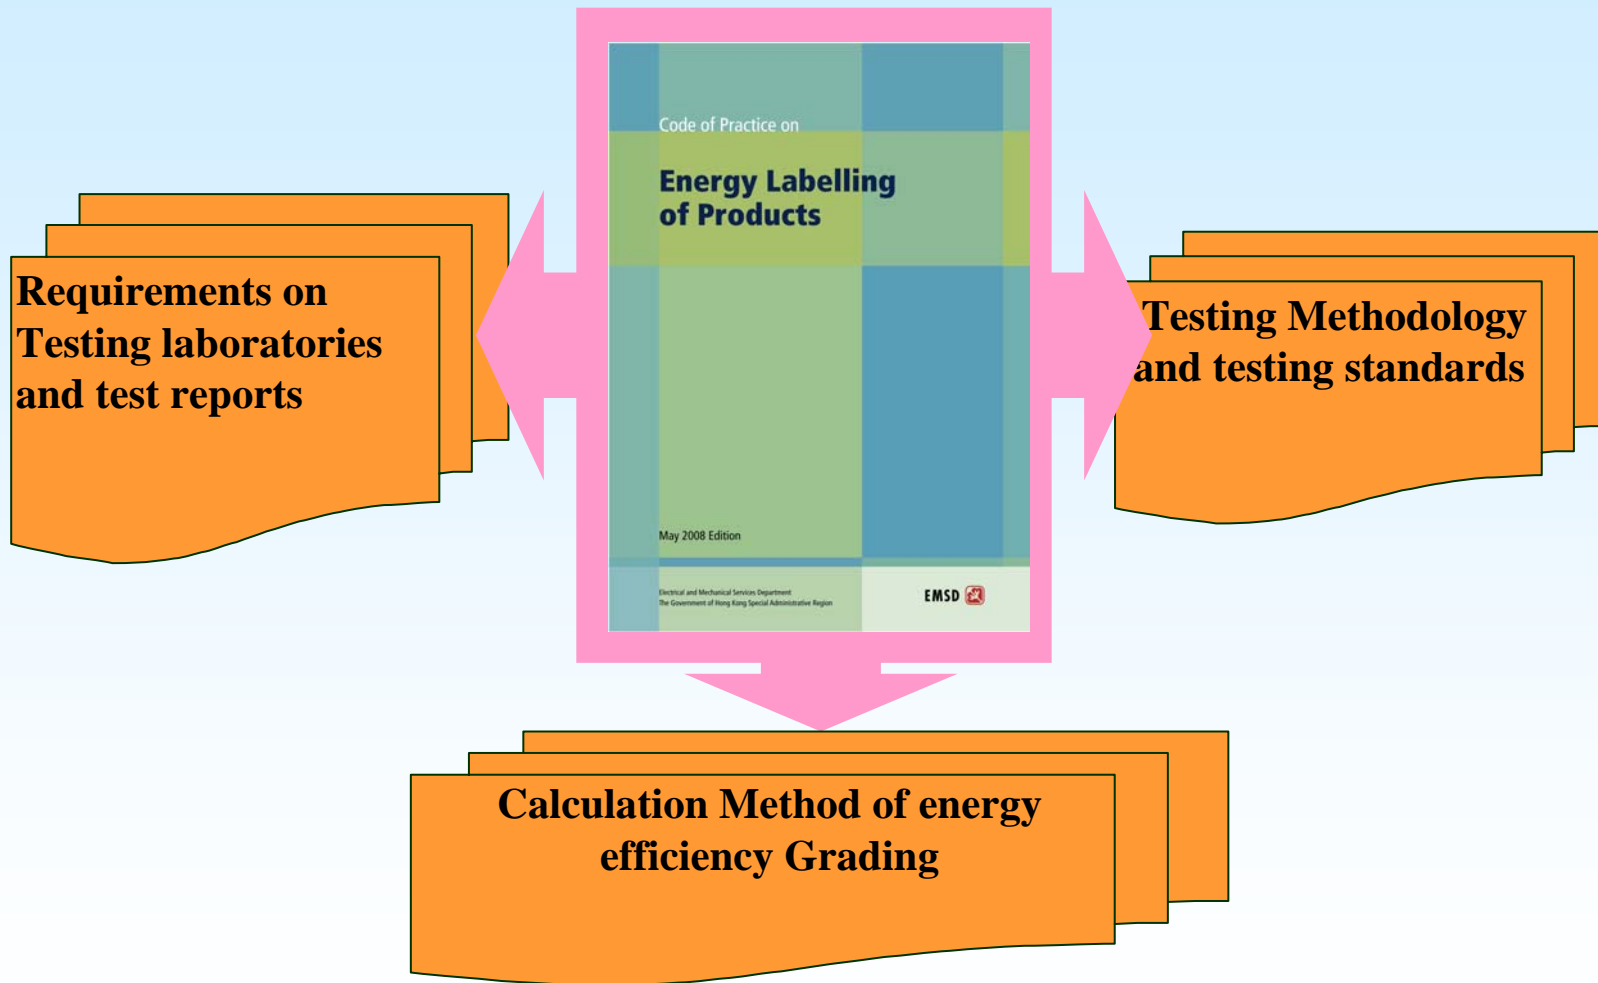 Code of Practice on
Energy Labelling
of Products
May 2008 Edition
Electrical and Mechanical Services Department
The Government of Hong Kong Special Administrative Region
EMSD
Requirements on
Testing laboratories
and test reports
Testing Methodology
and testing standards
Calculation Method of energy
efficiency Grading